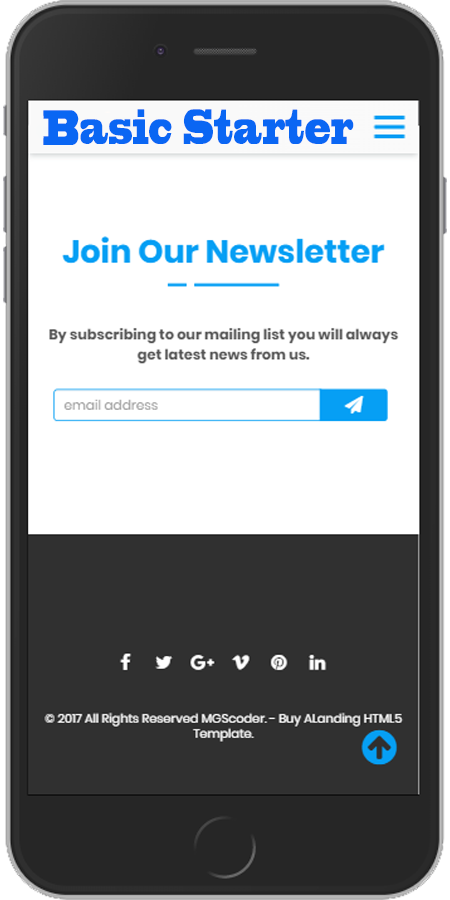 Basic Starter
Join Our Newsletter
By subscribing to our mailing list you will always
get latest news from us.
email address
© 2017 All Rights Reserved MGScoder. - Buy ALanding HTML5
Template.